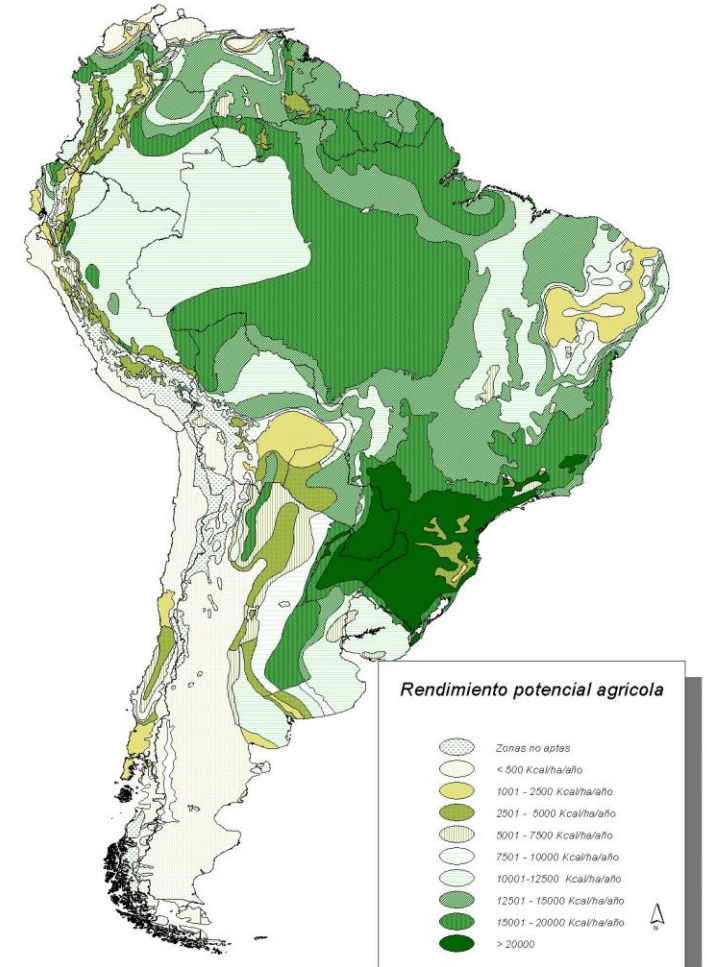 Rendimiento potencial agricola
Zonas no aptas
< 500 Kcal/ha/año
1001 - 2500 Kcal/ha/año
2501 - 5000 Kcal/ha/año
5001 - 7500 Kcal/ha/año
7501 - 10000 Kcal/ha/año
10001-12500 Kcal/ha/año
12501 - 15000 Kcal/ha/año
15001 - 20000 Kcal/ha/año
> 20000
N